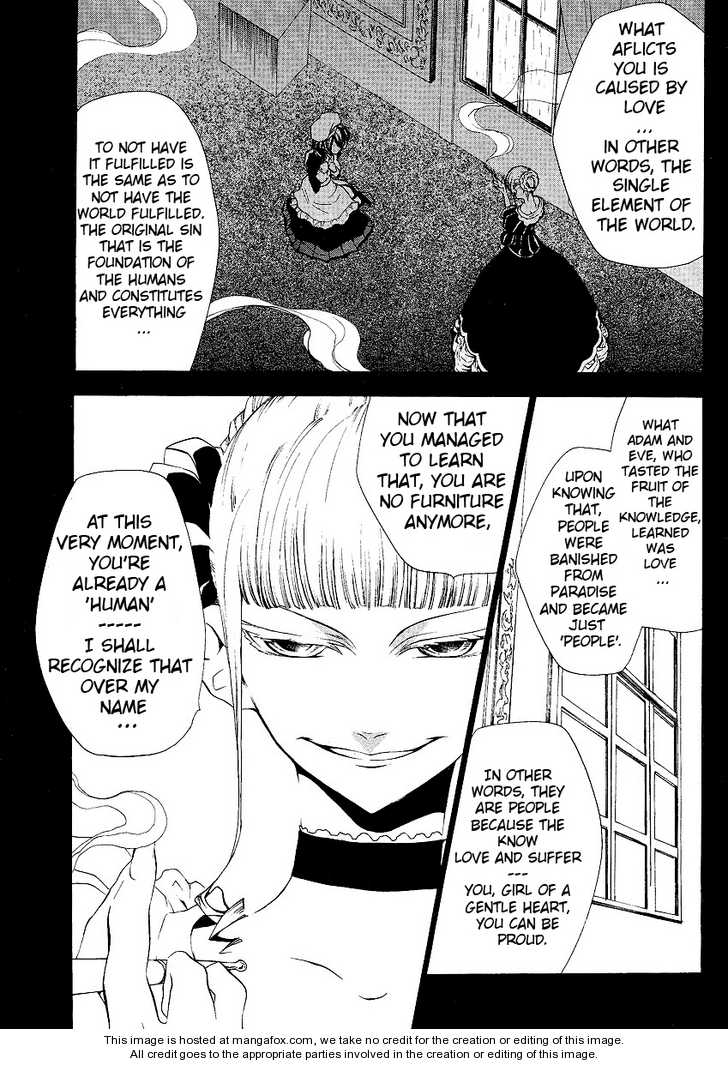 WHAT
AFLICTS
YOU IS
CAUSED BY
LOVE
...
IN OTHER
WORDS, THE
SINGLE
ELEMENT OF
THE WORLD.
TO NOT HAVE
IT FULFILLED IS
THE SAME AS TO
NOT HAVE THE
WORLD FULFILLED.
THE ORIGINAL SIN
THAT IS THE
FOUNDATION OF
THE HUMANS
AND CONSTITUTES
EVERYTHING
...
WHAT
ADAM AND
EVE, WHO
TASTED THE
FRUIT OF
THE
KNOWLEDGE,
LEARNED
WAS
LOVE
...
UPON
KNOWING
THAT,
PEOPLE
WERE
BANISHED
FROM
PARADISE
AND BECAME
JUST
'PEOPLE'.
IN OTHER
WORDS, THEY
ARE PEOPLE
BECAUSE THE
KNOW
LOVE AND SUFFER
---
YOU, GIRL OF A
GENTLE HEART,
YOU CAN BE
PROUD.
NOW THAT
YOU MANAGED
TO LEARN
THAT, YOU ARE
NO FURNITURE
ANYMORE,
AT THIS
VERY MOMENT,
YOU'RE
ALREADY A
'HUMAN'
-----
I SHALL
RECOGNIZE THAT
OVER MY
NAME
...
This image is hosted at mangafox.com, we take no credit for the creation or editing of this image.
All credit goes to the appropriate parties involved in the creation or editing of this image.